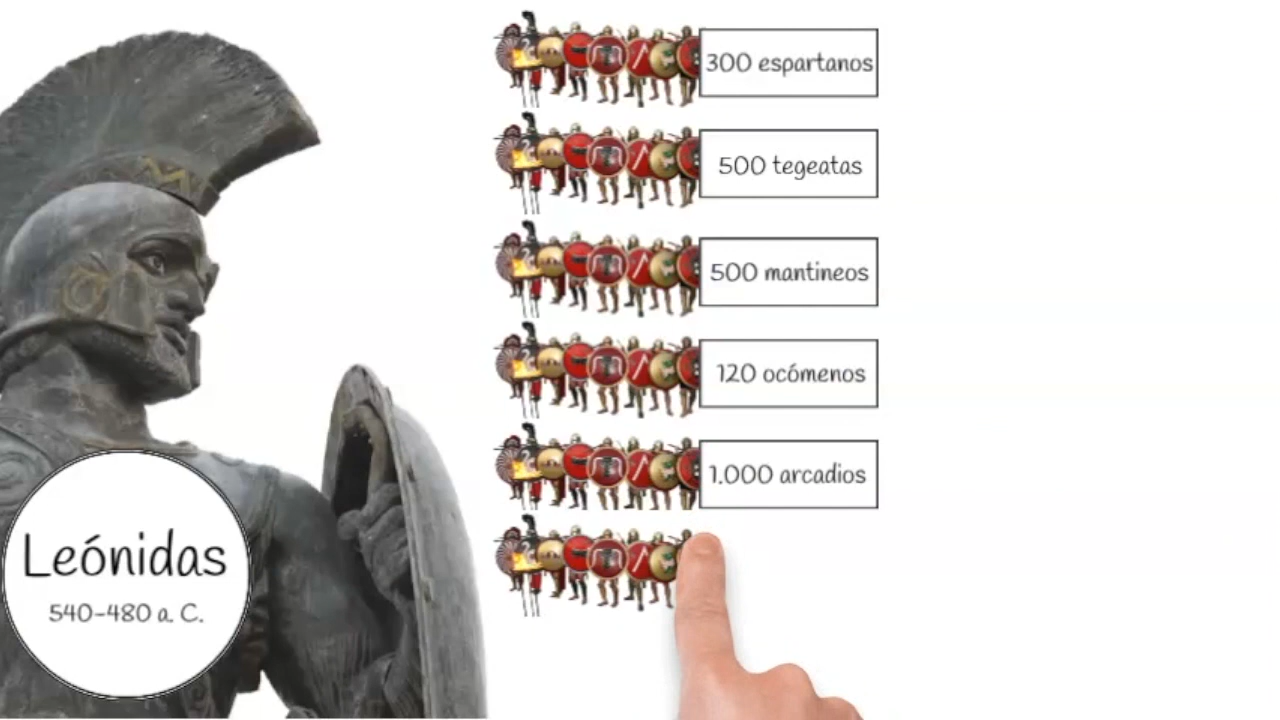 300 espartanos
500 tegeatas
500 mantineos
120 ocómenos
1.000 arcadios
Leónidas
540-480 a. C.